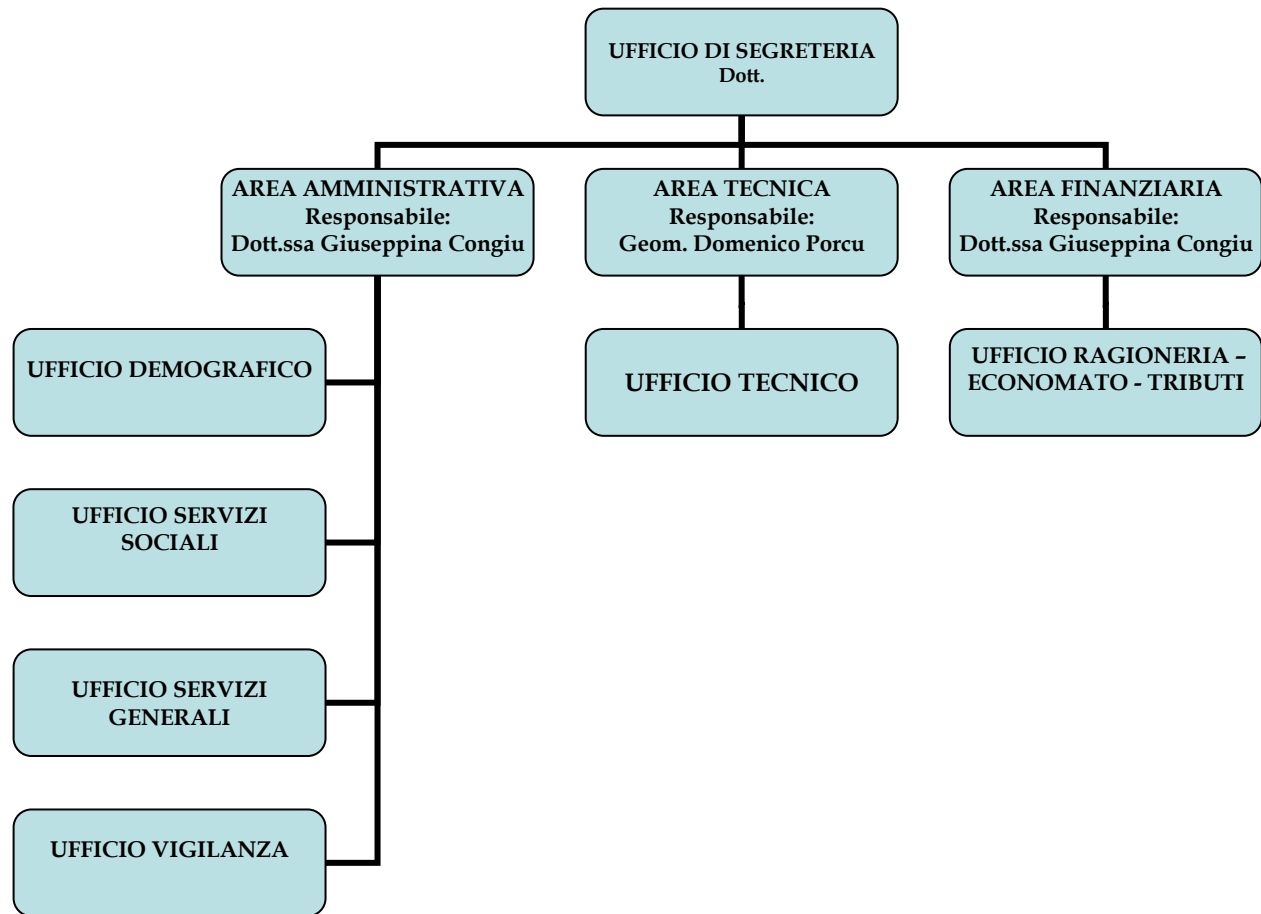 UFFICIO DI SEGRETERIA
Dott.
AREA AMMINISTRATIVA
Responsabile:
Dott.ssa Giuseppina Congiu
AREA TECNICA
Responsabile:
Geom. Domenico Porcu
AREA FINANZIARIA
Responsabile:
Dott.ssa Giuseppina Congiu
UFFICIO DEMOGRAFICO
UFFICIO TECNICO
UFFICIO RAGIONERIA –
ECONOMATO - TRIBUTI
UFFICIO SERVIZI
SOCIALI
UFFICIO SERVIZI
GENERALI
UFFICIO VIGILANZA